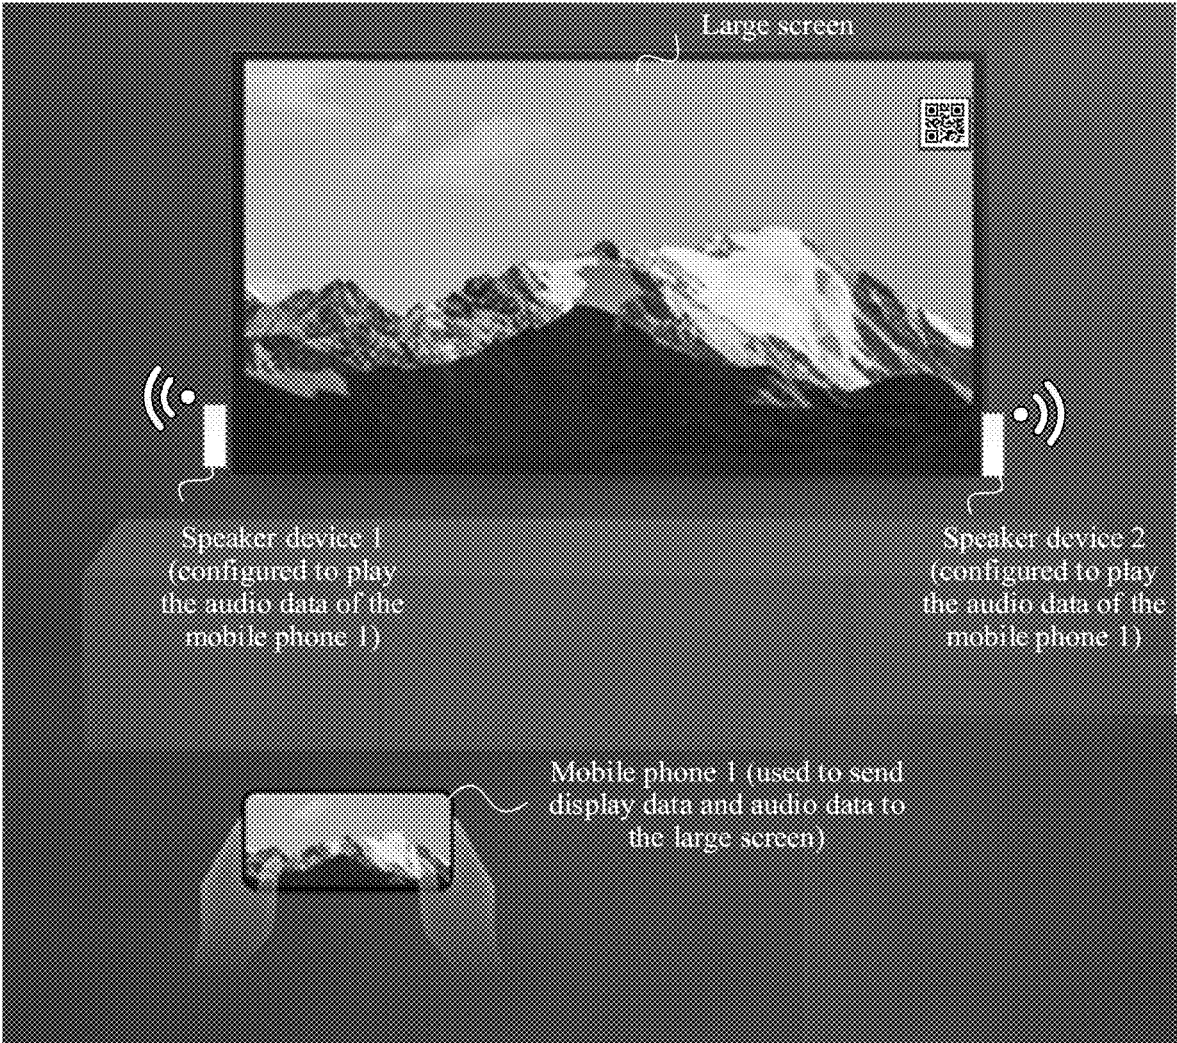 Large screen
Speaker device 1
(configured to play
the audio data of the
mobile phone 1)
Speaker device 2
(configured to play
the audio data of the
mobile phone 1)
Mobile phone 1 (used to send
display data and audio data to
the large screen)